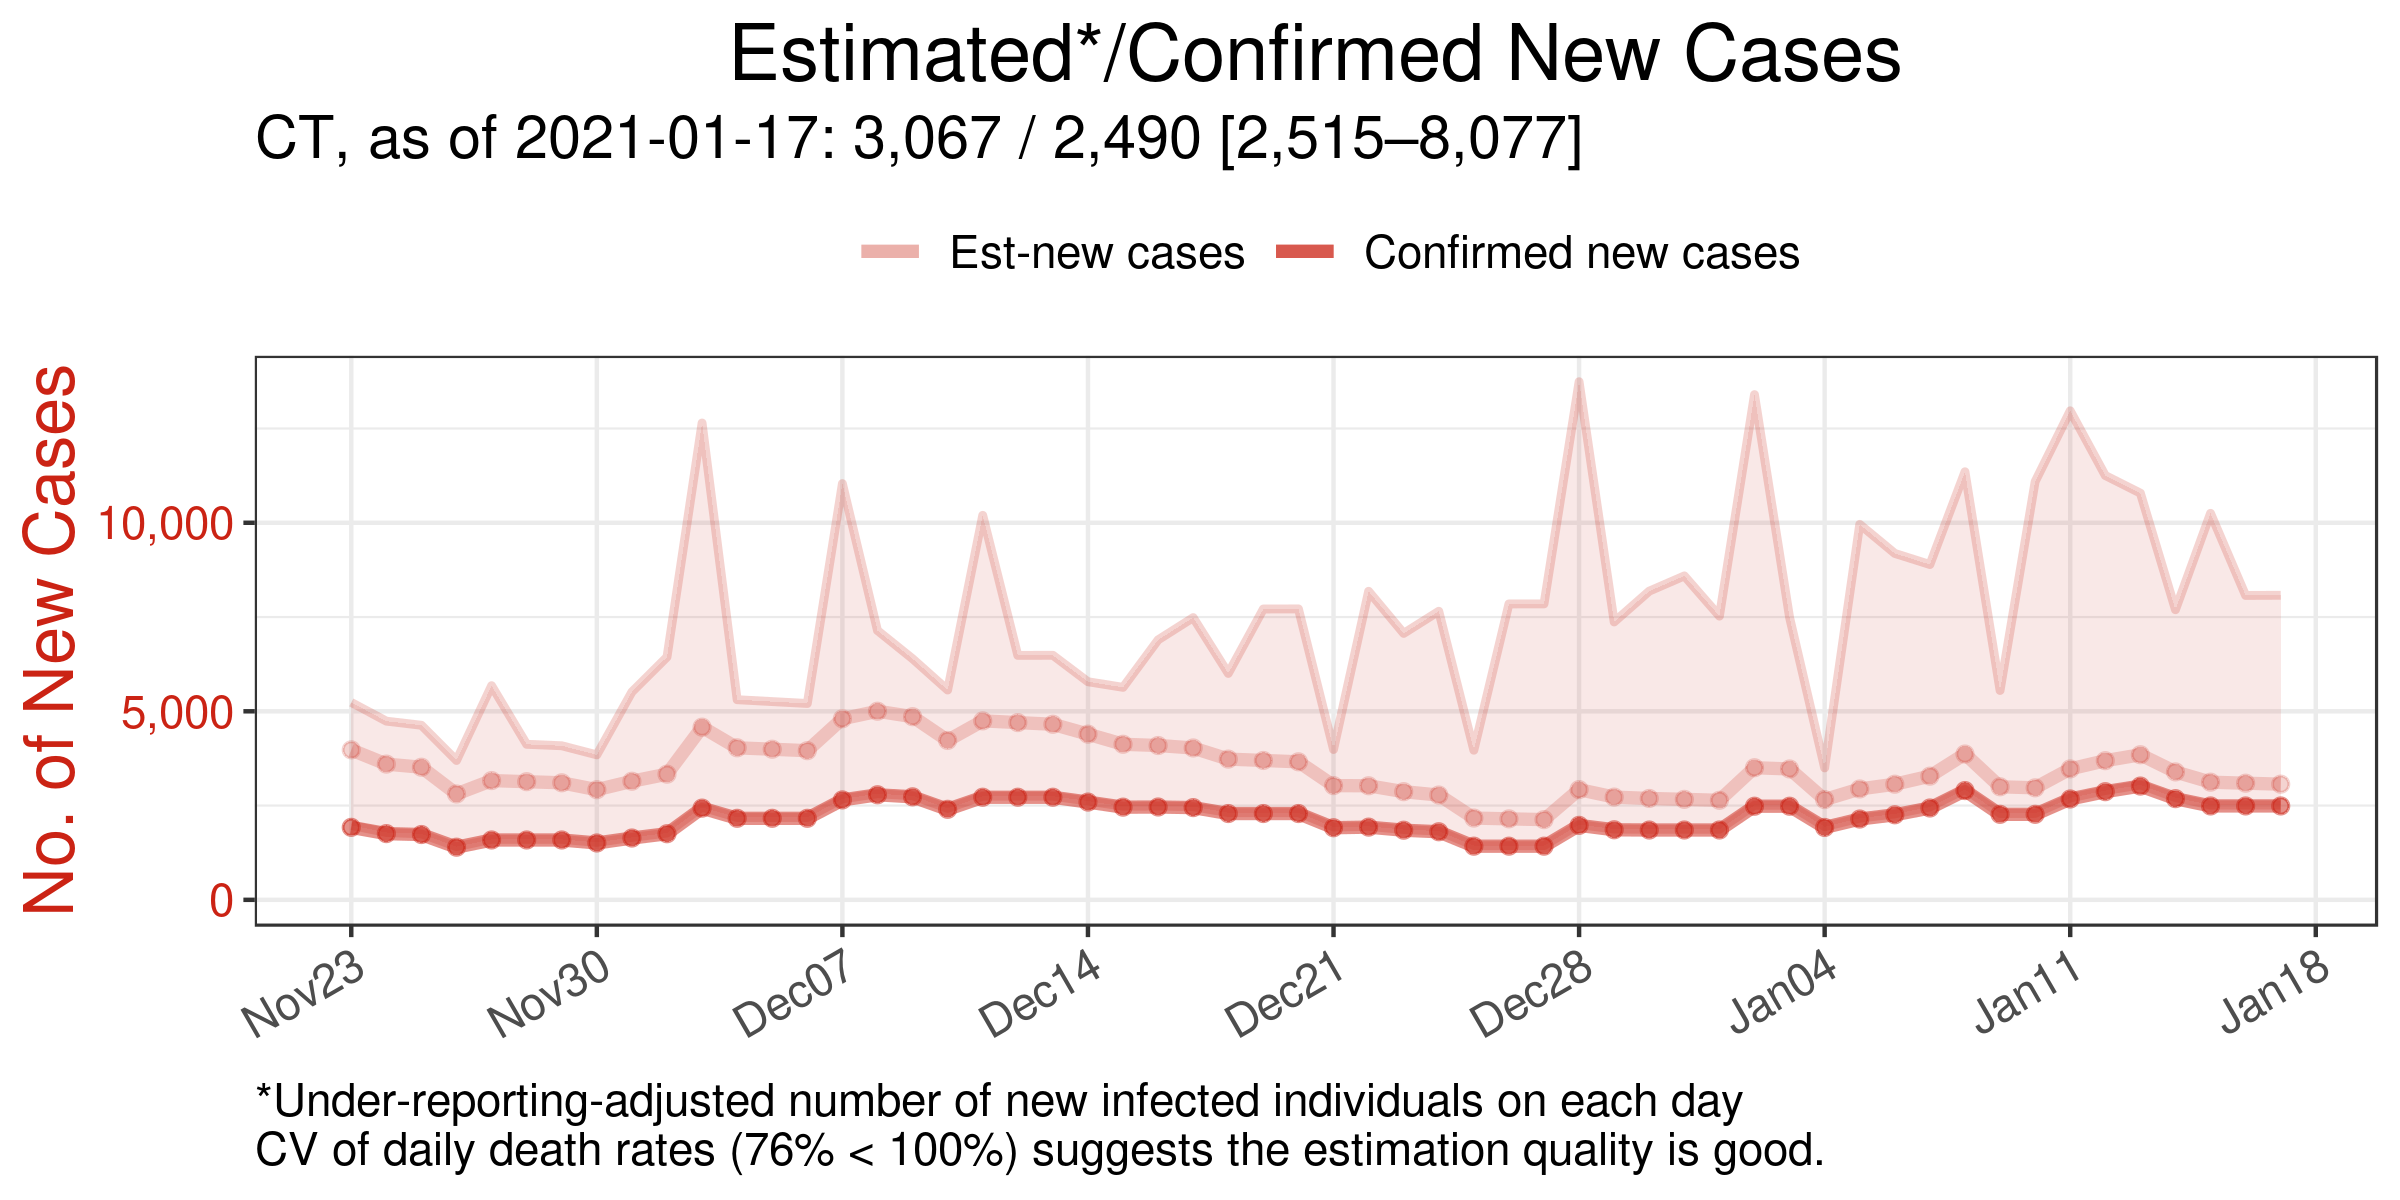 Estimated*/Confirmed New Cases
CT, as of 2021-01-17: 3,067 / 2,490 [2,515–8,077]
Est-new cases
Confirmed new cases
No. of New Cases
10,000
5,000
0
Nov23
Nov30
Dec07
Dec14
Dec21
Dec28
Jan04
Jan11
Jan18
*Under-reporting-adjusted number of new infected individuals on each day
CV of daily death rates (76% < 100%) suggests the estimation quality is good.